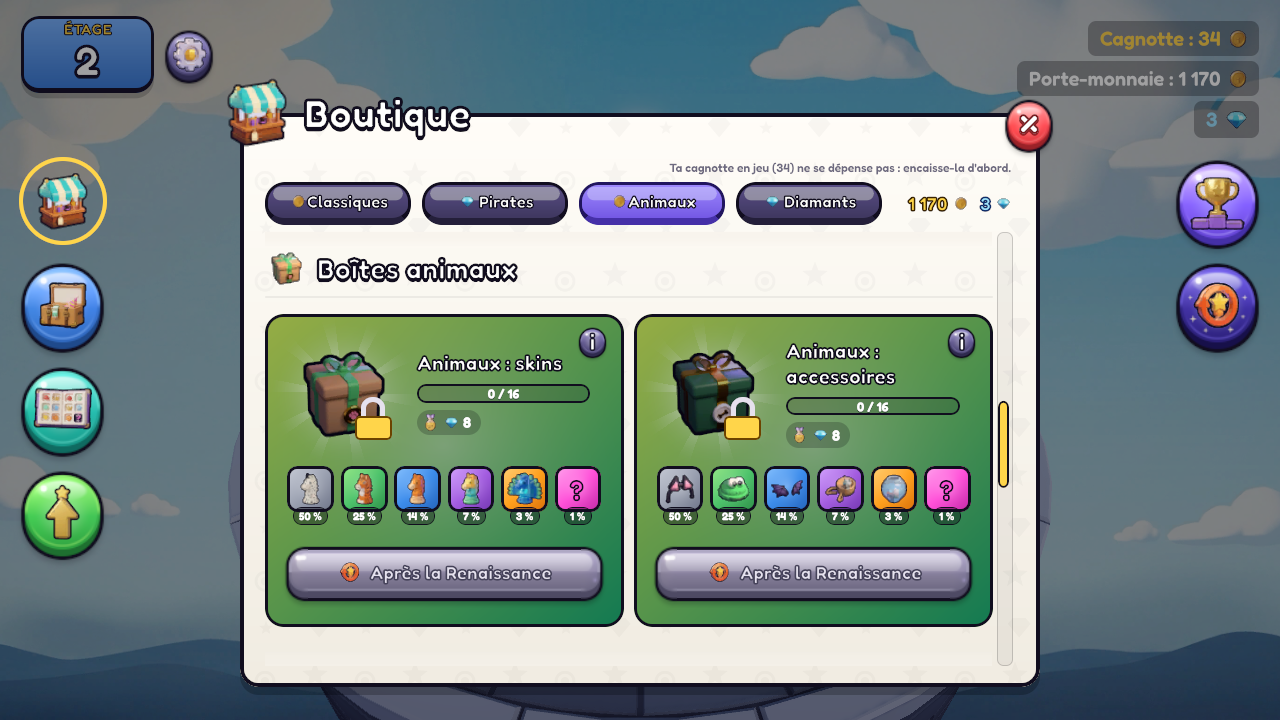 ÉTAGE
2
Cagnotte : 34
Porte-monnaie : 1 170
3
Boutique
Ta cagnotte en jeu (34) ne se dépense pas : encaisse-la d'abord.
Classiques
Pirates
Animaux
Diamants
1 170
3
Boîtes animaux
Animaux : skins
0 / 16
8
50 %
25 %
14 %
7 %
3 %
?
1 %
Après la Renaissance
Animaux :
accessoires
0 / 16
8
50 %
25 %
14 %
7 %
3 %
?
1 %
Après la Renaissance